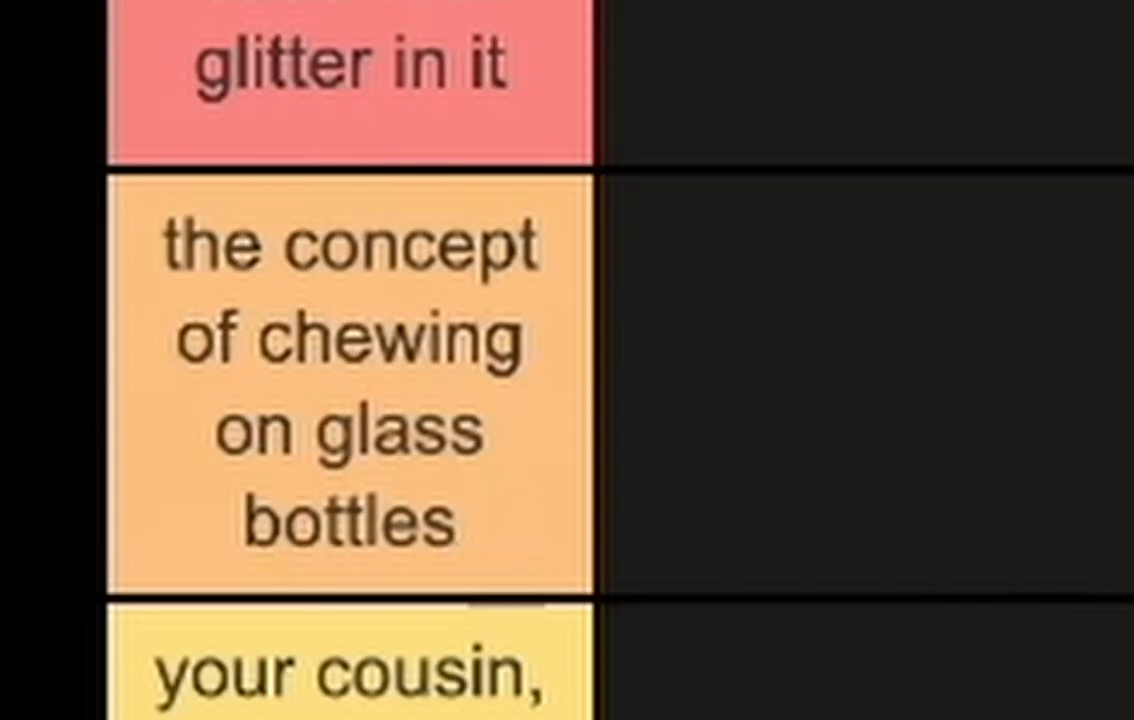 glitter in it
the concept
of chewing
on glass
bottles
your cousin,